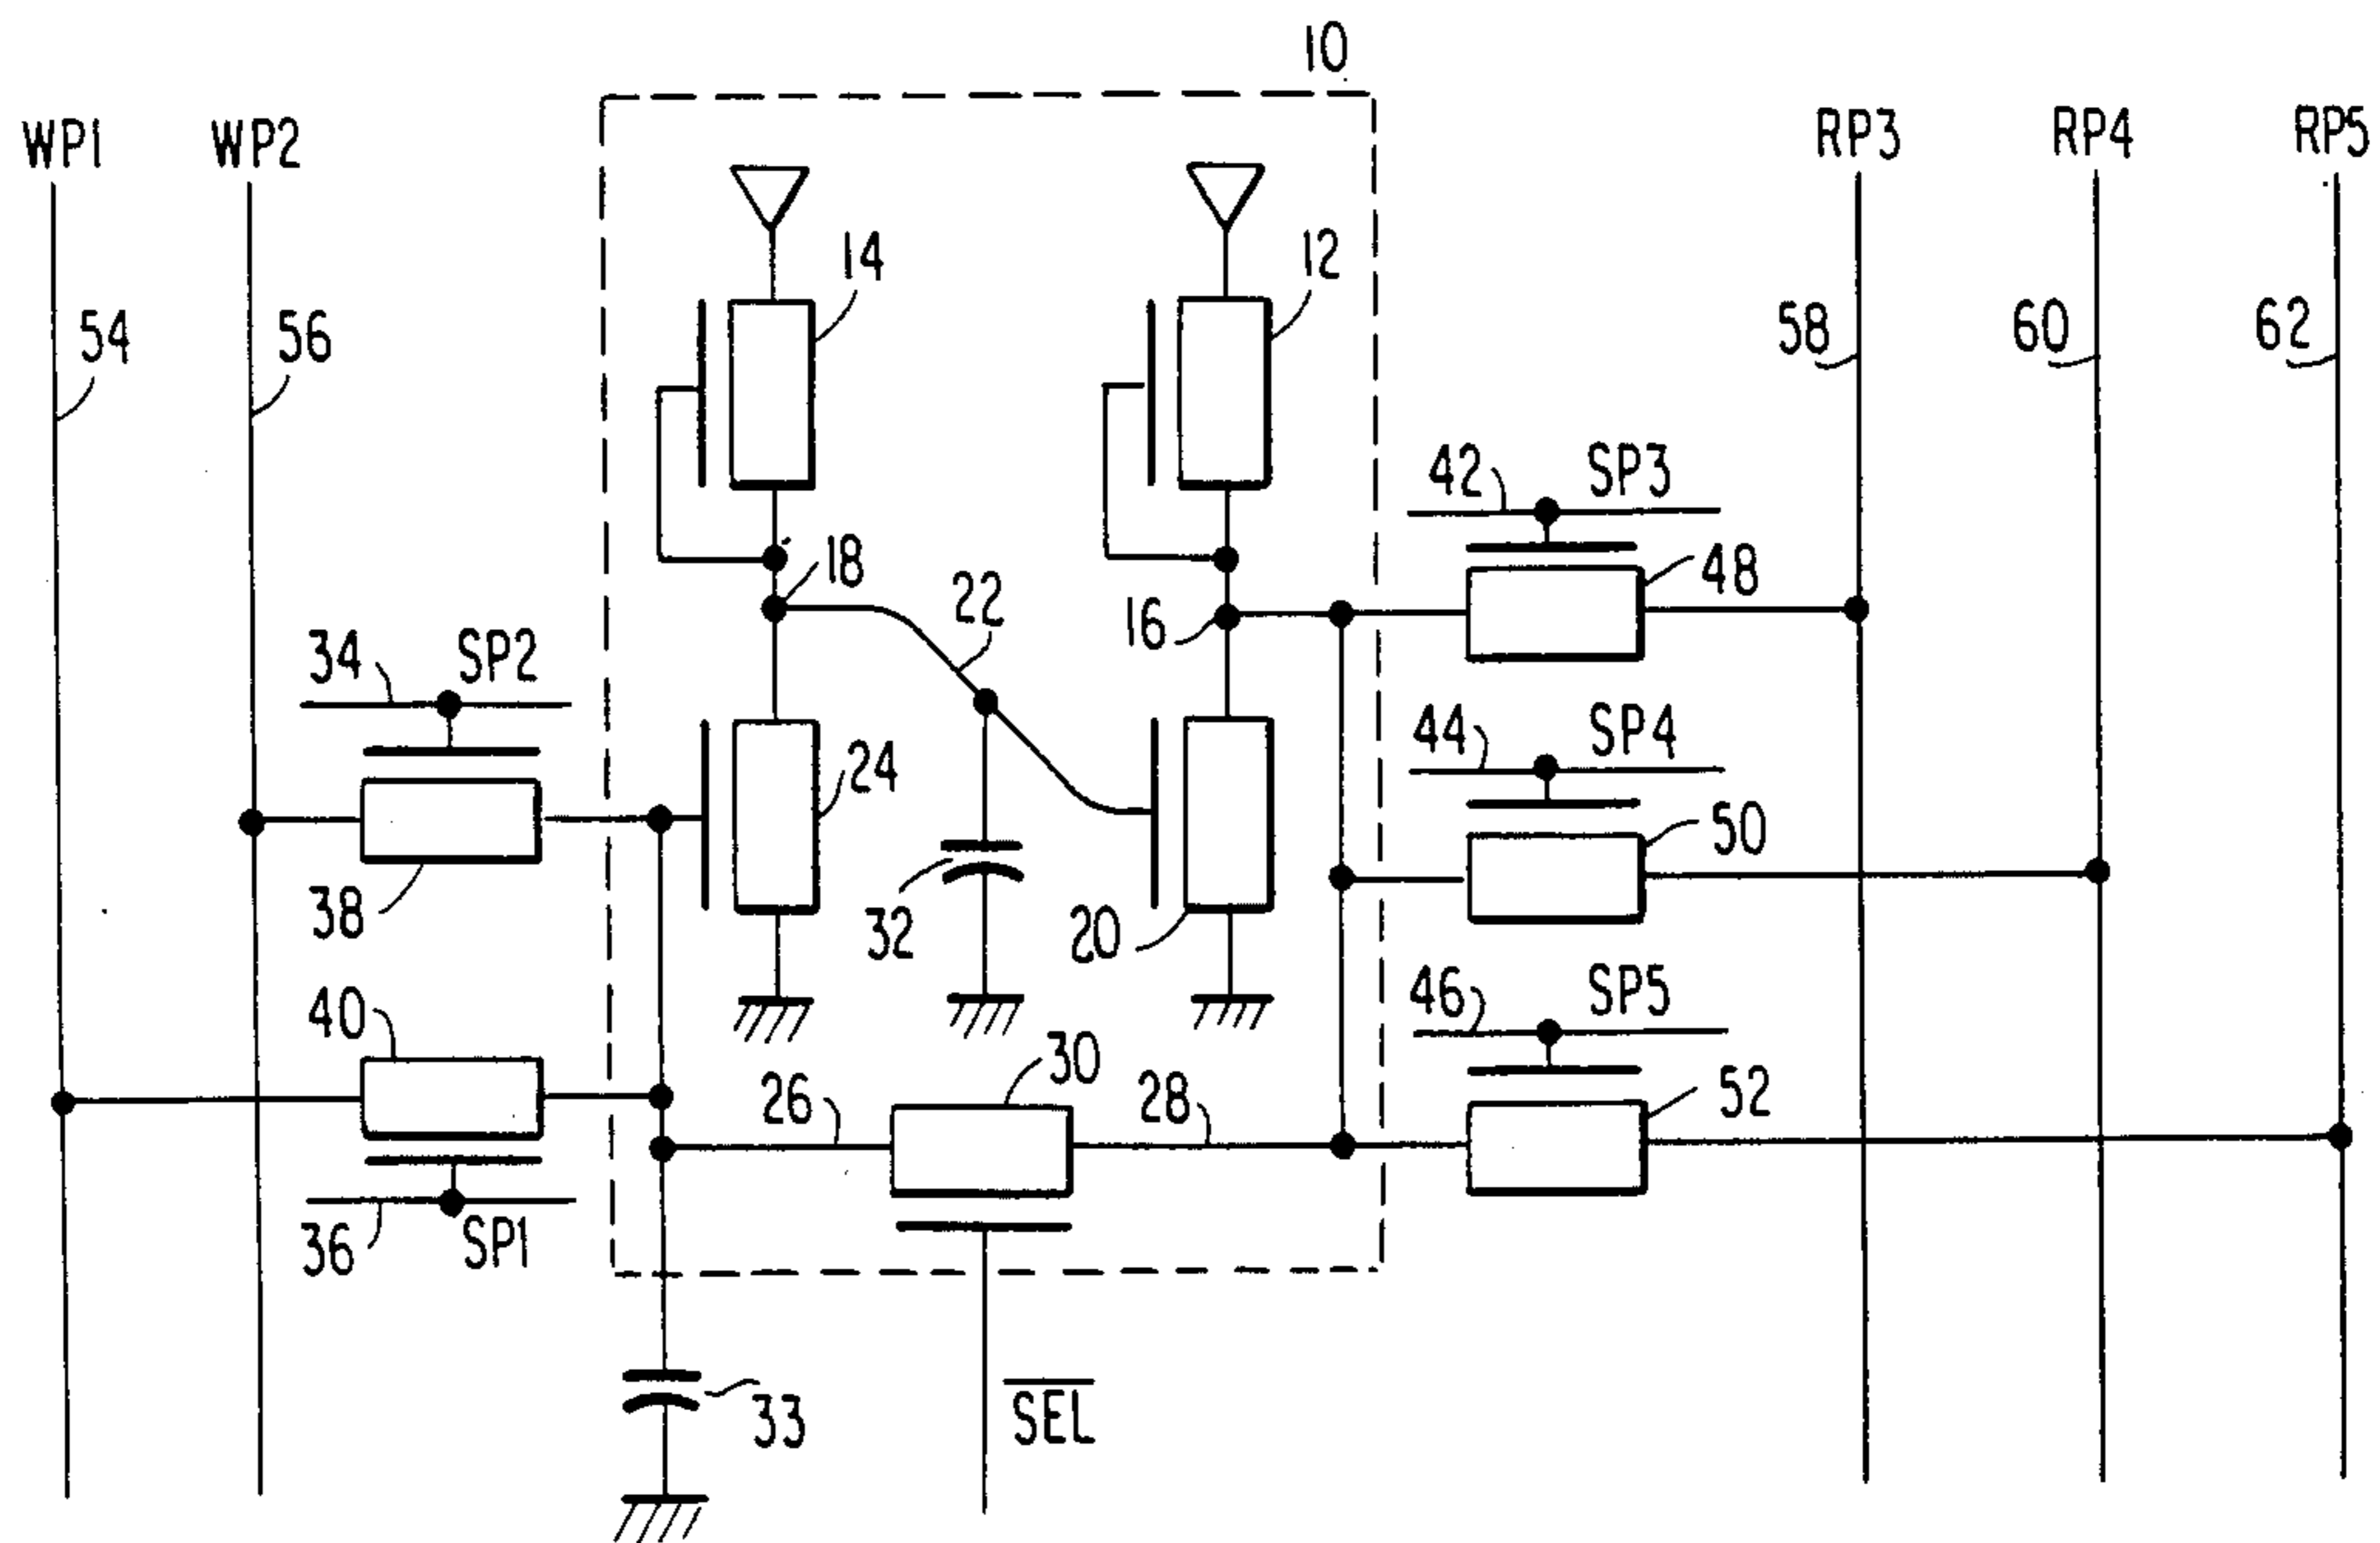 10
WP1 WP2 RP3 RP4 RP5
14 12
54 56 58 60 62
42 SP3
18 22 16 48
34 SP2
44 SP4
24 50
38 32 20
40 46 SP5
26 30 28 52
36 SP1
33 SEL